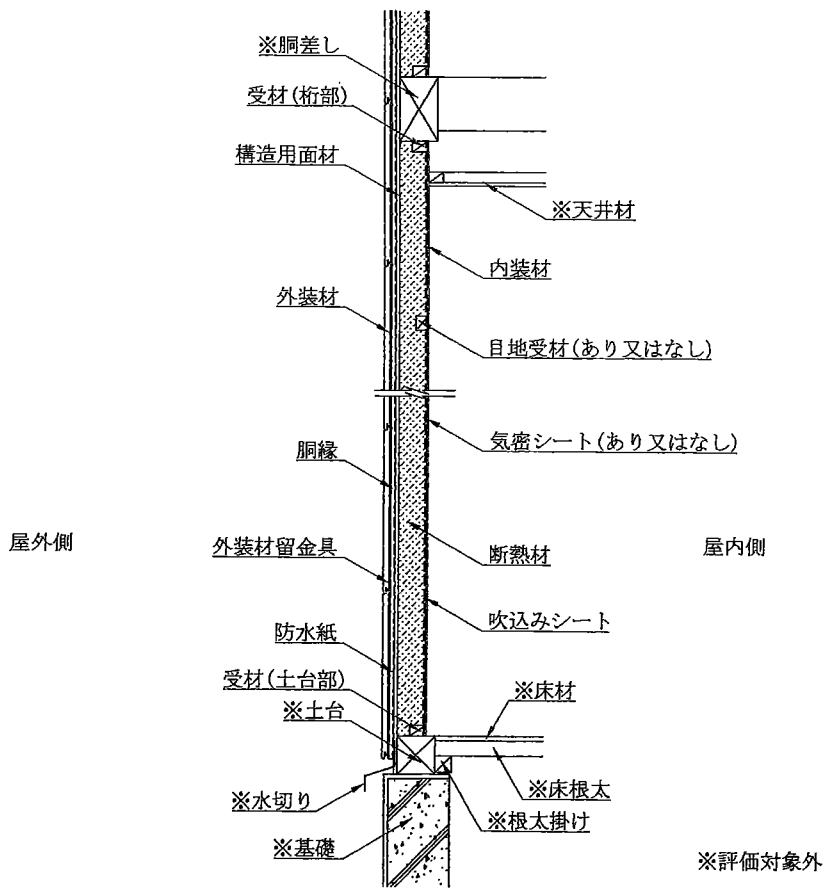 ※胴差し
受材(桁部)
構造用面材
※天井材
内装材
外装材
目地受材(あり又はなし)
気密シート(あり又はなし)
胴縁
屋外側
外装材留金具
断熱材
屋内側
吹込みシート
防水紙
受材(土台部)
※床材
※土台
※床根太
※水切り
※根太掛け
※基礎
※評価対象外